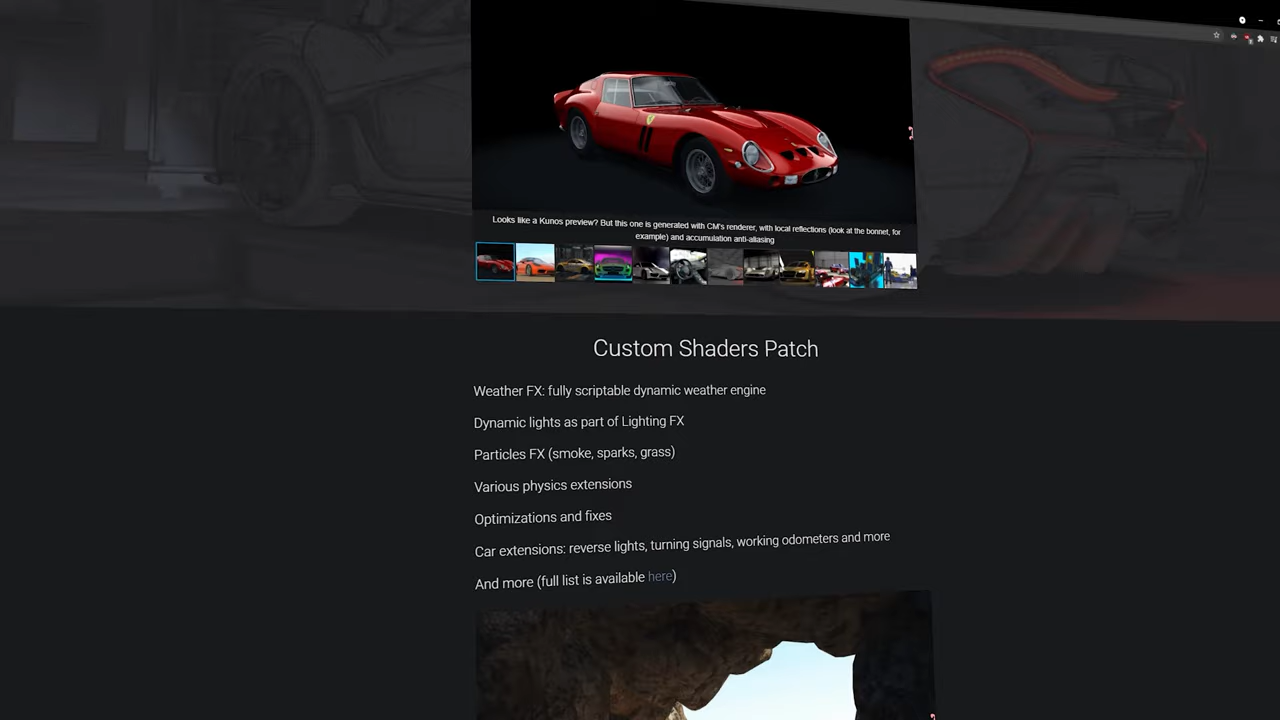 Looks like a Kunos preview? But this one is generated with CM's renderer, with local reflections (look at the bonnet, for
example) and accumulation anti-aliasing
Custom Shaders Patch
Weather FX: fully scriptable dynamic weather engine
Dynamic lights as part of Lighting FX
Particles FX (smoke, sparks, grass)
Various physics extensions
Optimizations and fixes
Car extensions: reverse lights, turning signals, working odometers and more
And more (full list is available here)